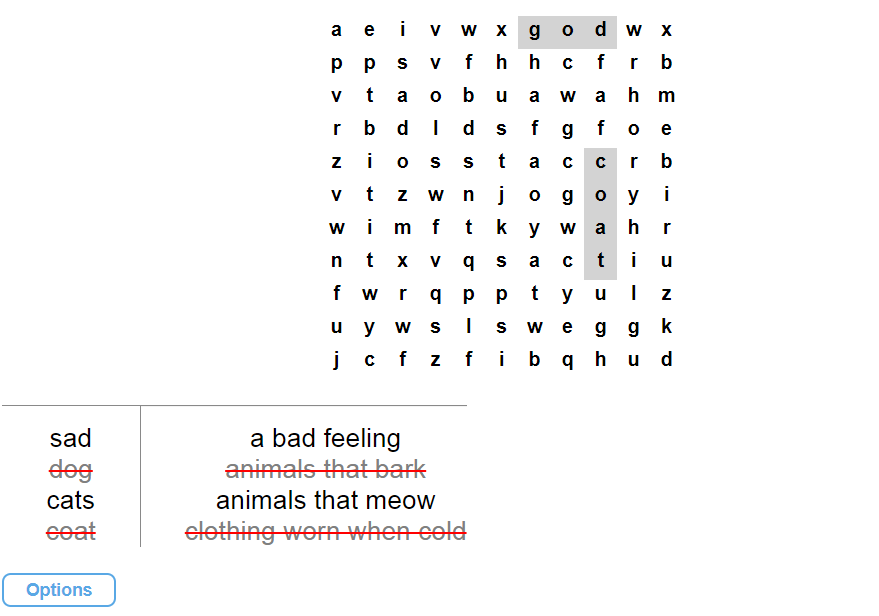 a e i v w x g o d w x
p p s v f h h c f r b
v t a o b u a w a h m
r b d l d s f g f o e
z i o s s t a c c r b
v t z w n j o g o y i
w i m f t k y w a h r
n t x v q s a c t i u
f w r q p p t y u l z
u y w s l s w e g g k
j c f z f i b q h u d
sad a bad feeling
dog animals that bark
cats animals that meow
coat clothing worn when cold
Options